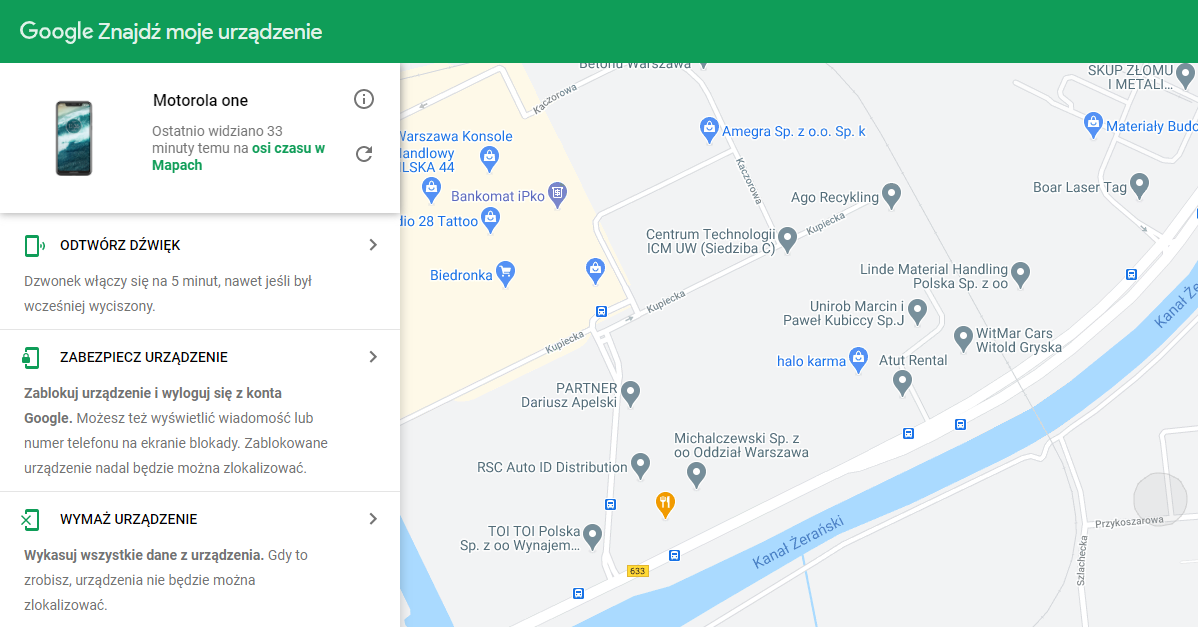 Google Znajdź moje urządzenie
Motorola one
Ostatnio widziano 33
minuty temu na osi czasu w
Mapach
ODTWÓRZ DŹWIĘK
Dzwonek włączy się na 5 minut, nawet jeśli był
wcześniej wyciszony.
ZABEZPIECZ URZĄDZENIE
Zablokuj urządzenie i wyloguj się z konta
Google. Możesz też wyświetlić wiadomość lub
numer telefonu na ekranie blokady. Zablokowane
urządzenie nadal będzie można zlokalizować.
WYMAŻ URZĄDZENIE
Wykasuj wszystkie dane z urządzenia. Gdy to
zrobisz, urządzenia nie będzie można
zlokalizować.
Betonu Warszawa
SKUP ZŁOMU
I METALI...
Kaczorowa
Warszawa Konsole
Handlowy
LSKA 44
Amegra Sp. z o.o. Sp. k
Materiały Budo
Kaczorowa
Bankomat iPko
Boar Laser Tag
Ago Recykling
dio 28 Tattoo
Kupiecka
Centrum Technologii
ICM UW (Siedziba C)
Biedronka
Linde Material Handling
Polska Sp. z oo
Kanał Że
Kupiecka
Unirob Marcin i
Paweł Kubiccy Sp.J
WitMar Cars
Witold Gryska
Kupiecka
halo karma
Atut Rental
PARTNER
Dariusz Apelski
Michalczewski Sp. z
oo Oddział Warszawa
RSC Auto ID Distribution
TOI TOI Polska
Sp. z oo Wynajem...
Kanał Żerański
Przykoszarowa
Szlachecka
633